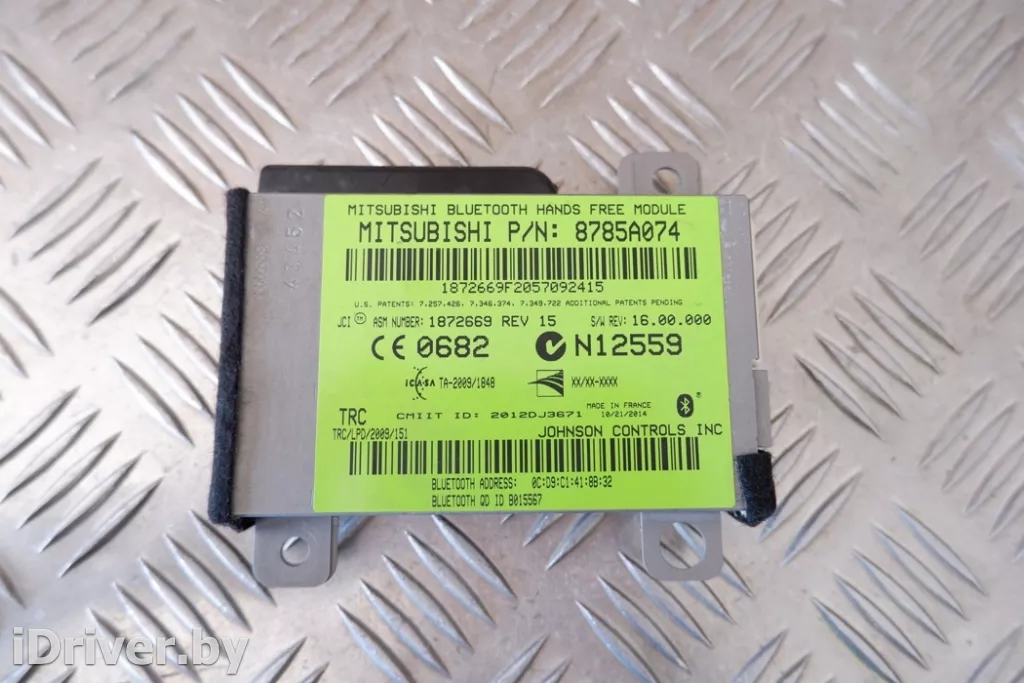 MITSUBISHI BLUETOOTH HANDS FREE MODULE
MITSUBISHI P/N: 8785A074
1872669F2057092415
U.S. PATENTS: 7,257,426, 7,346,374, 7,349,722 ADDITIONAL PATENTS PENDING
JCI TM ASM NUMBER: 1872669 REV 15 S/W REV: 16.00.000
CE 0682 N12559
ICASA TA-2009/1848 XX/XX-XXXX
MADE IN FRANCE
TRC CMIIT ID: 2012DJ3671 10/21/2014
TRC/LPD/2009/151 JOHNSON CONTROLS INC
BLUETOOTH ADDRESS: 0C:D9:C1:41:8B:32
BLUETOOTH QD ID B015567
iDriver.by